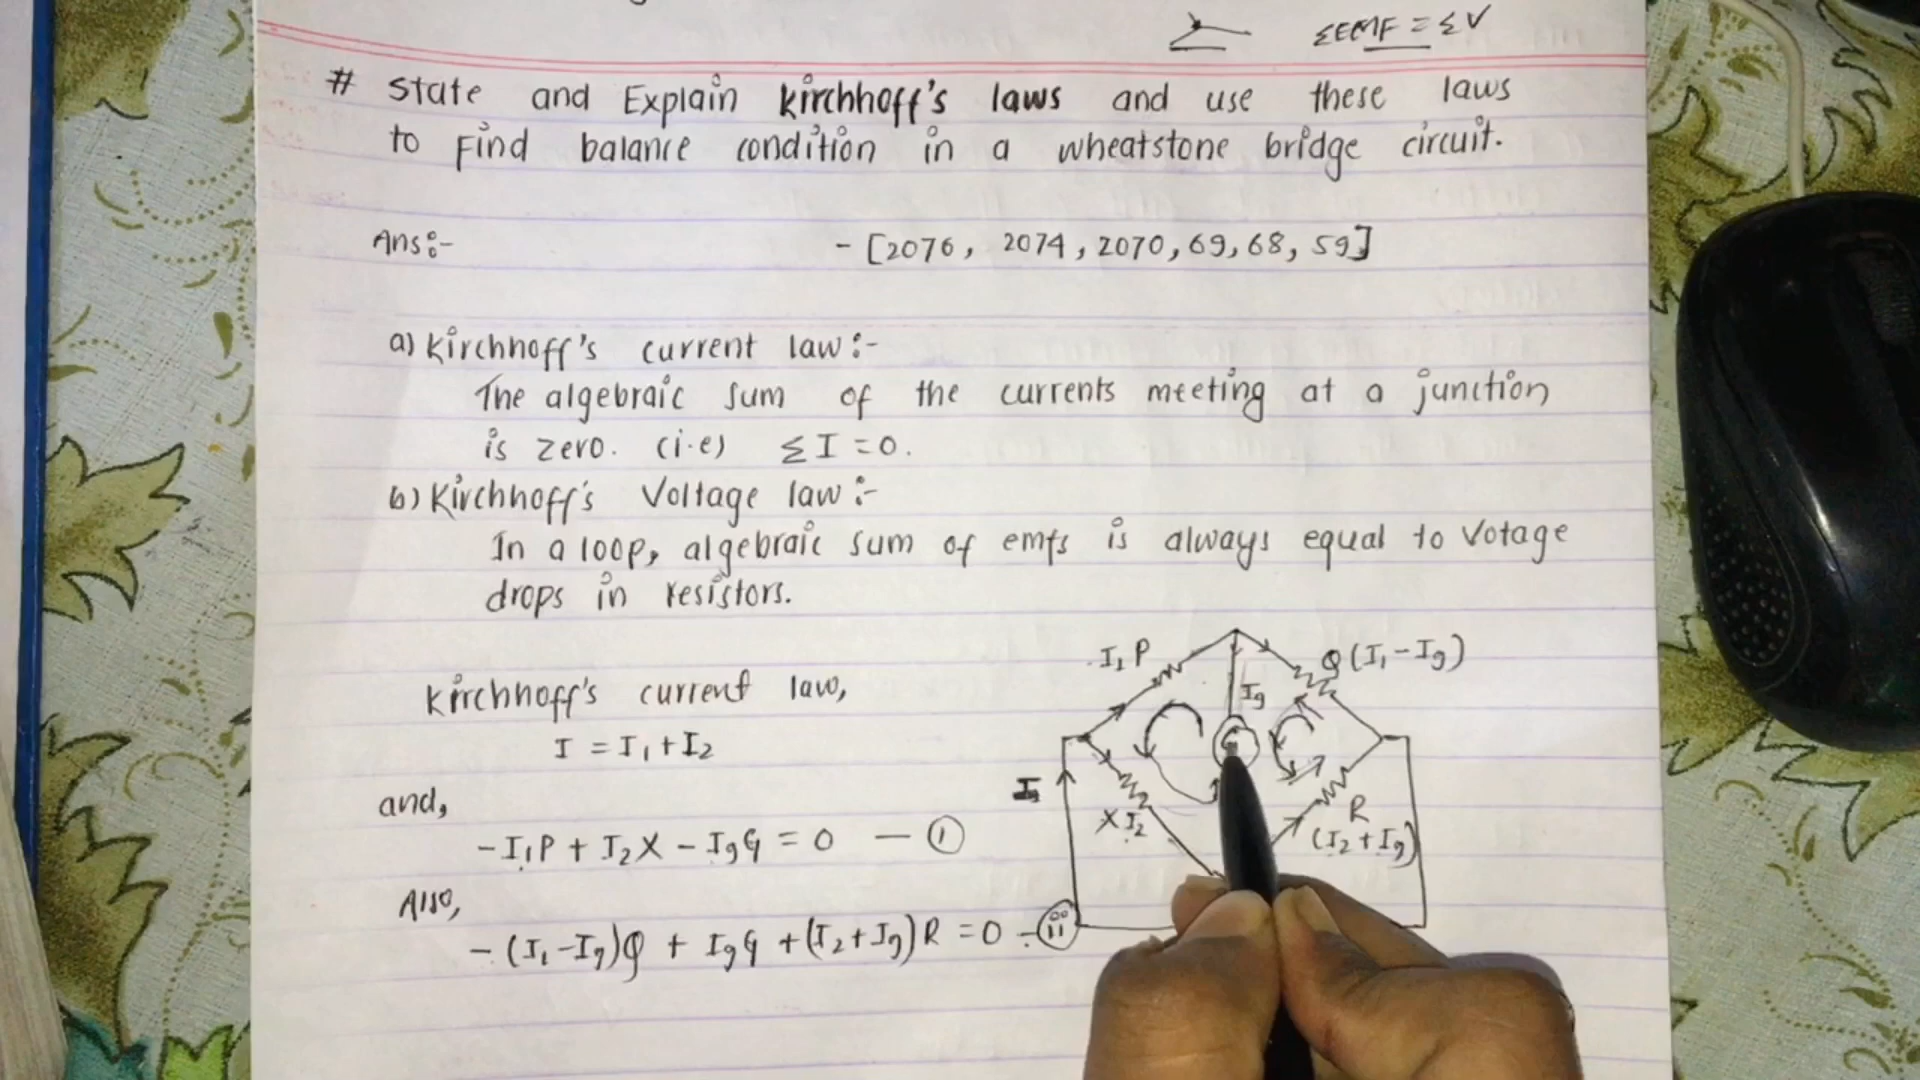 ΣEMF = ΣV
# State and Explain Kirchhoff's laws and use these laws
to Find balance condition in a wheatstone bridge circuit.
Ans:-
- [2076, 2074, 2070, 69, 68, 59]
a) Kirchhoff's current law :-
The algebraic sum of the currents meeting at a junction
is zero. (i.e) ΣI = 0.
b) Kirchhoff's Voltage law :-
In a loop, algebraic sum of emfs is always equal to Votage
drops in resistors.
I₁ P
Q (I₁ - Ig)
Kirchhoff's current law,
Ig
I = I₁ + I₂
I
and,
X I₂
R
(I₂ + Ig)
-I₁P + I₂X - IgG = 0 — (i)
Also,
- (I₁ - Ig)Q + IgG + (I₂ + Ig)R = 0 - (ii)